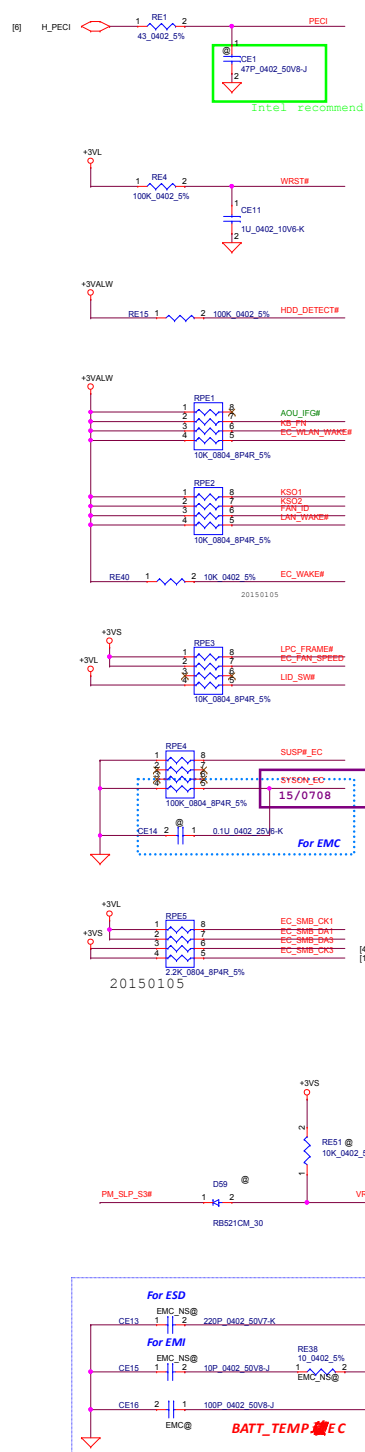 [6] H_PECI 1 RE1 2 PECI
43_0402_5%
@ 1
CE1
47P_0402_50V8-J
2
Intel recommend
+3VL
1 RE4 2 WRST#
100K_0402_5%
1
CE11
1U_0402_10V6-K
2
+3VALW
RE15 1 2 100K_0402_5% HDD_DETECT#
+3VALW
RPE1
1 8 AOU_IFG#
2 7 KB_FN
3 6 EC_WLAN_WAKE#
4 5
10K_0804_8P4R_5%
RPE2
1 8 KSO1
2 7 KSO2
3 6 FAN_ID
4 5 LAN_WAKE#
10K_0804_8P4R_5%
RE40 1 2 10K_0402_5% EC_WAKE#
20150105
+3VS
+3VL
RPE3
1 8 LPC_FRAME#
2 7 EC_FAN_SPEED
3 6
4 5 LID_SW#
10K_0804_8P4R_5%
RPE4
1 8 SUSP#_EC
2 7
3 6
4 5 SYSON_EC
15/0708
100K_0804_8P4R_5%
@
CE14 2 1 0.1U_0402_25V6-K
For EMC
+3VL
+3VS
RPE5
1 8 EC_SMB_CK1
2 7 EC_SMB_DA1
3 6 EC_SMB_DA3
4 5 EC_SMB_CK3
2.2K_0804_8P4R_5%
20150105
+3VS
2
RE51 @
10K_0402_5
1
D59 @
PM_SLP_S3# 1 2 VR
RB521CM_30
For ESD
EMC_NS@
CE13 1 2 220P_0402_50V7-K
For EMI
EMC_NS@ RE38
CE15 1 2 10P_0402_50V8-J 10_0402_5%
1 2
EMC_NS@
CE16 2 1 100P_0402_50V8-J
EMC@
BATT_TEMP EC